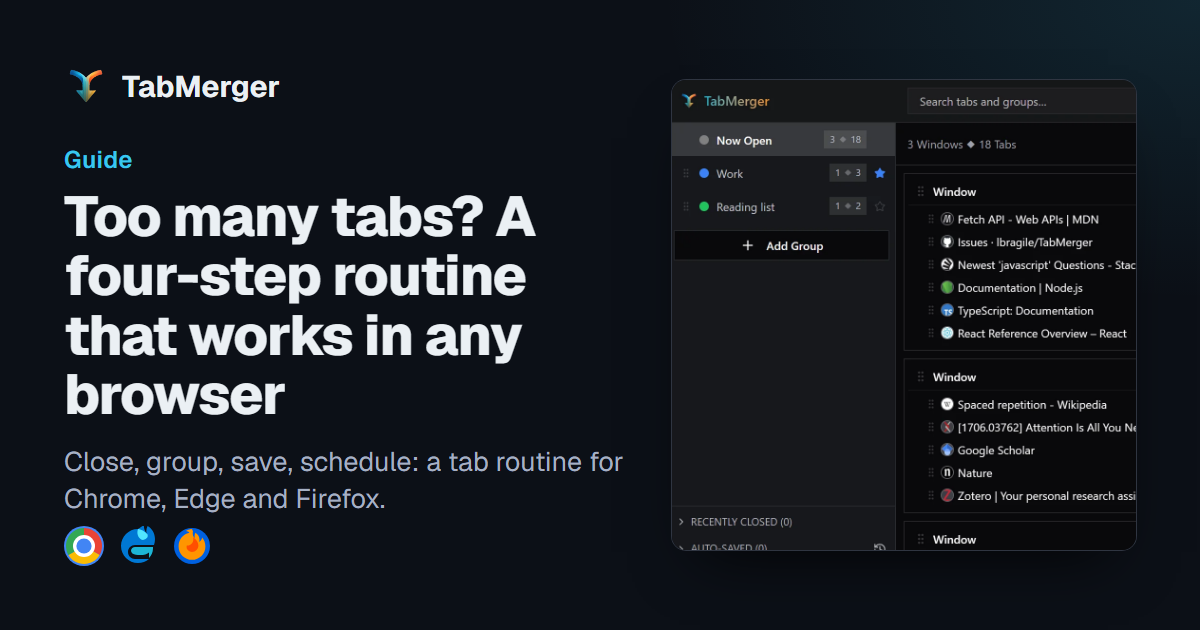 TabMerger
Guide
Too many tabs? A
four-step routine
that works in any
browser
Close, group, save, schedule: a tab routine for
Chrome, Edge and Firefox.
TabMerger
Search tabs and groups...
Now Open 3 ◆ 18
Work 1 ◆ 3
Reading list 1 ◆ 2
+ Add Group
RECENTLY CLOSED (0)
AUTO-SAVED (0)
3 Windows ◆ 18 Tabs
Window
Fetch API - Web APIs | MDN
Issues · lbragile/TabMerger
Newest 'javascript' Questions - Stac
Documentation | Node.js
TypeScript: Documentation
React Reference Overview – React
Window
Spaced repetition - Wikipedia
[1706.03762] Attention Is All You Ne
Google Scholar
Nature
Zotero | Your personal research assi
Window